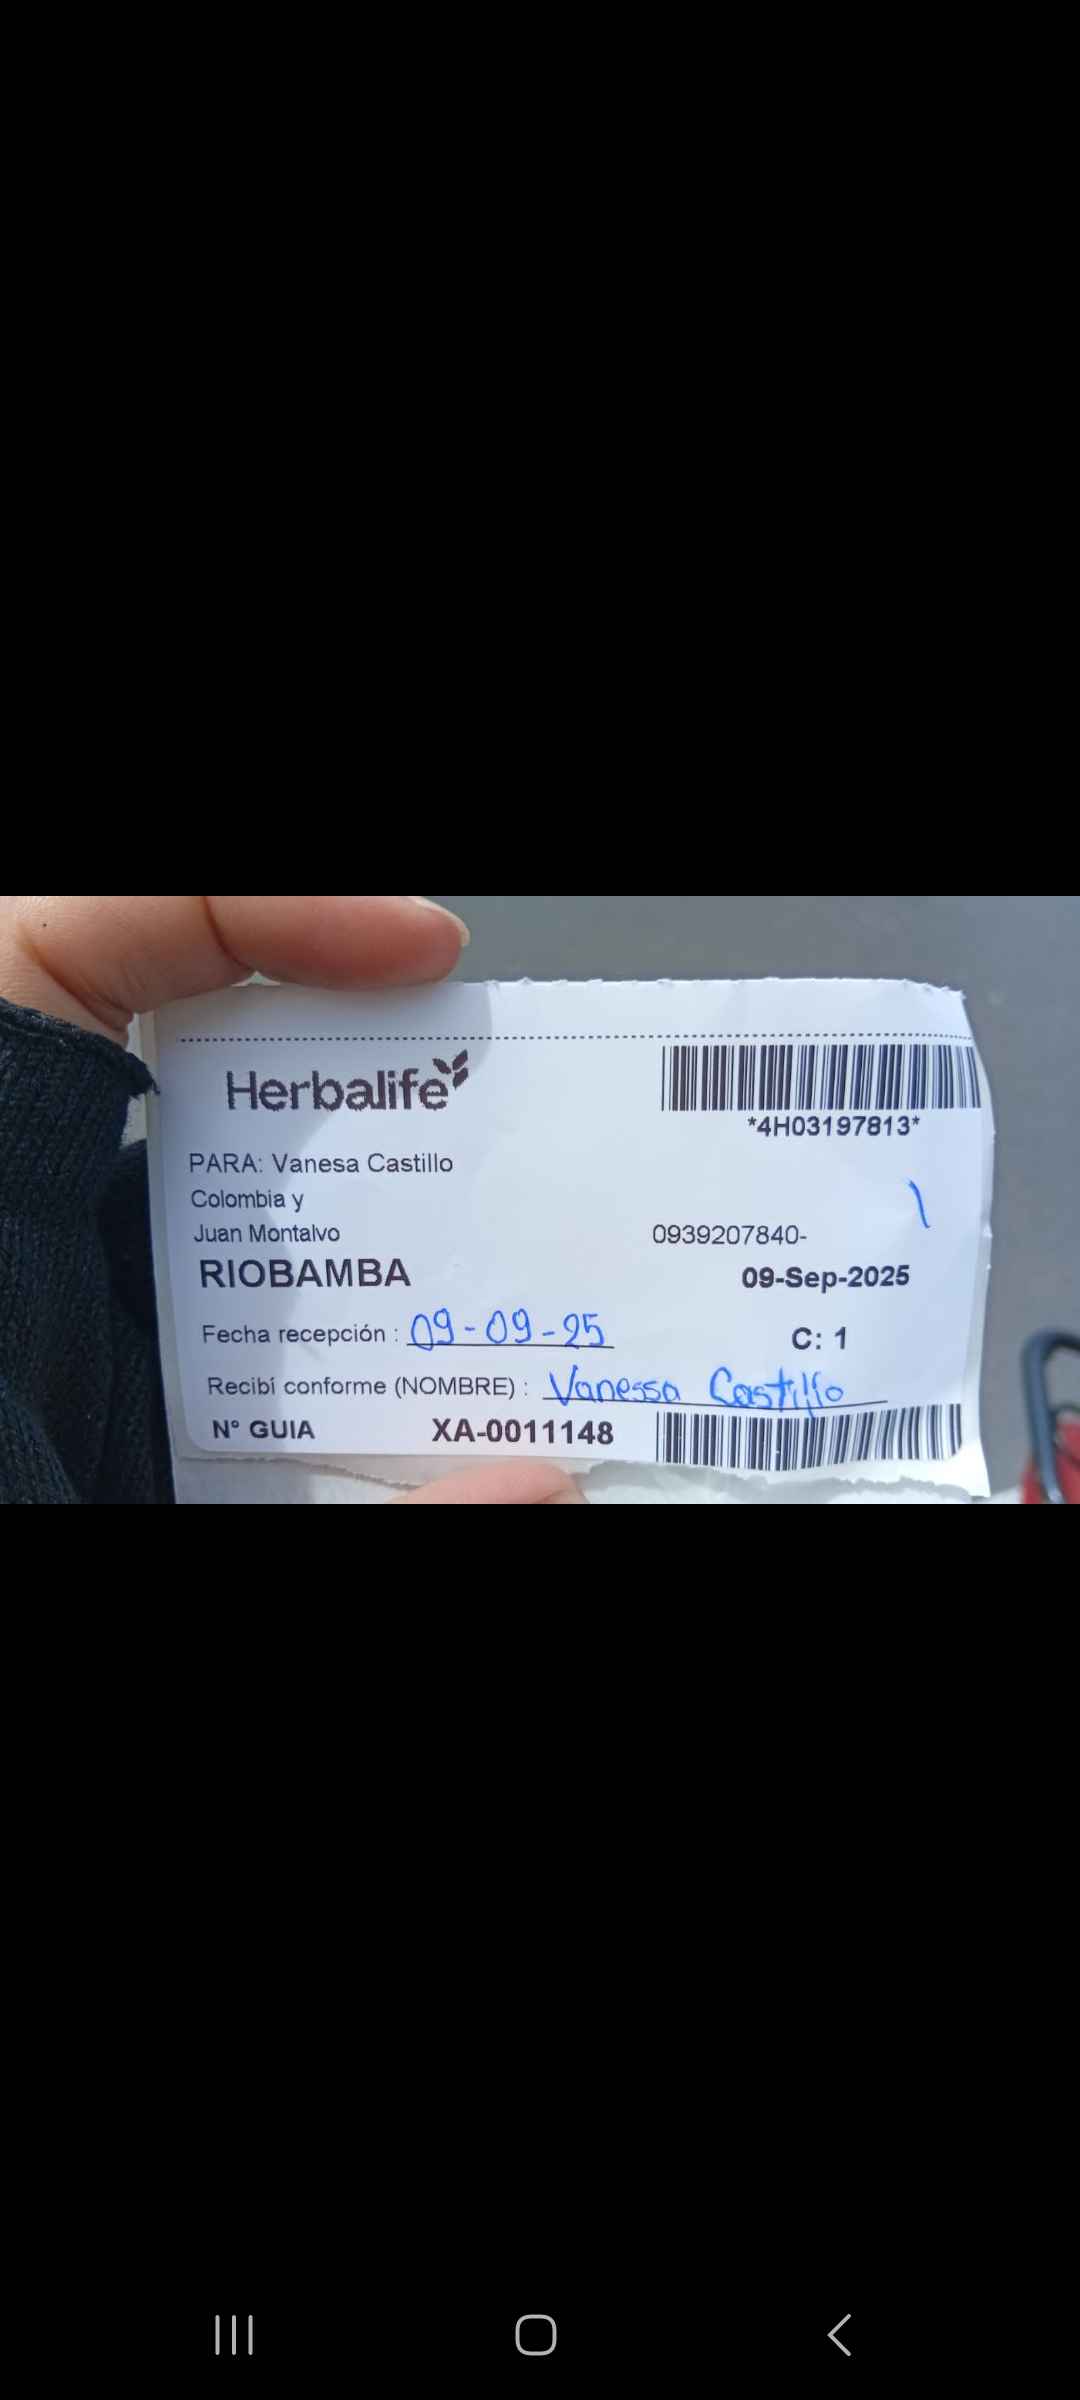 Herbalife
*4H03197813*
PARA: Vanesa Castillo
Colombia y
Juan Montalvo 0939207840-
RIOBAMBA 09-Sep-2025
Fecha recepción : 09-09-25 C: 1
Recibí conforme (NOMBRE) : Vanessa Castillo
N° GUIA XA-0011148